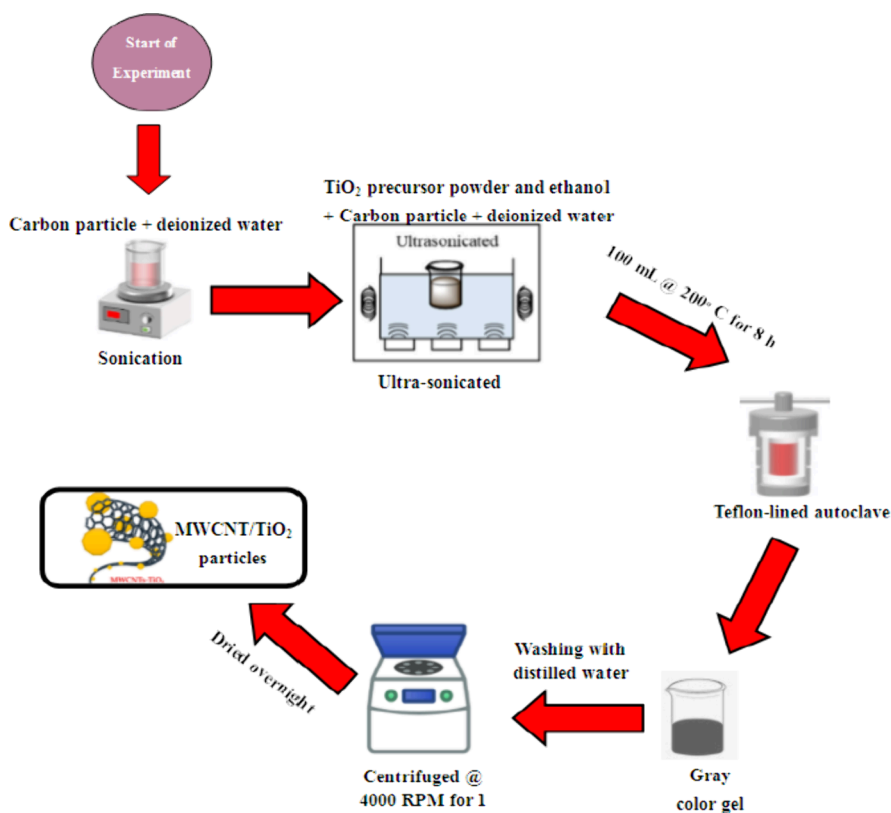 Start of
Experiment
Carbon particle + deionized water
Sonication
TiO₂ precursor powder and ethanol
+ Carbon particle + deionized water
Ultrasonicated
Ultra-sonicated
100 mL @ 200° C for 8 h
Teflon-lined autoclave
Gray
color gel
Washing with
distilled water
Centrifuged @
4000 RPM for 1
Dried overnight
MWCNT/TiO₂
particles
MWCNTs-TiO₂